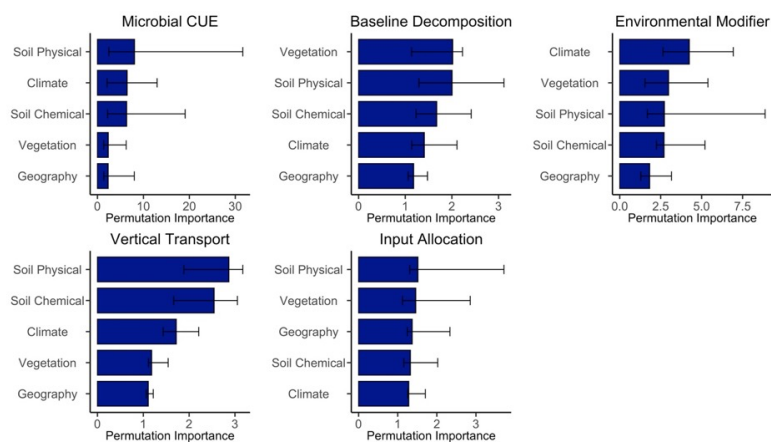 Microbial CUE
Soil Physical
Climate
Soil Chemical
Vegetation
Geography
0 10 20 30
Permutation Importance
Baseline Decomposition
Vegetation
Soil Physical
Soil Chemical
Climate
Geography
0 1 2 3
Permutation Importance
Environmental Modifier
Climate
Vegetation
Soil Physical
Soil Chemical
Geography
0.0 2.5 5.0 7.5
Permutation Importance
Vertical Transport
Soil Physical
Soil Chemical
Climate
Vegetation
Geography
0 1 2 3
Permutation Importance
Input Allocation
Soil Physical
Vegetation
Geography
Soil Chemical
Climate
0 1 2 3
Permutation Importance